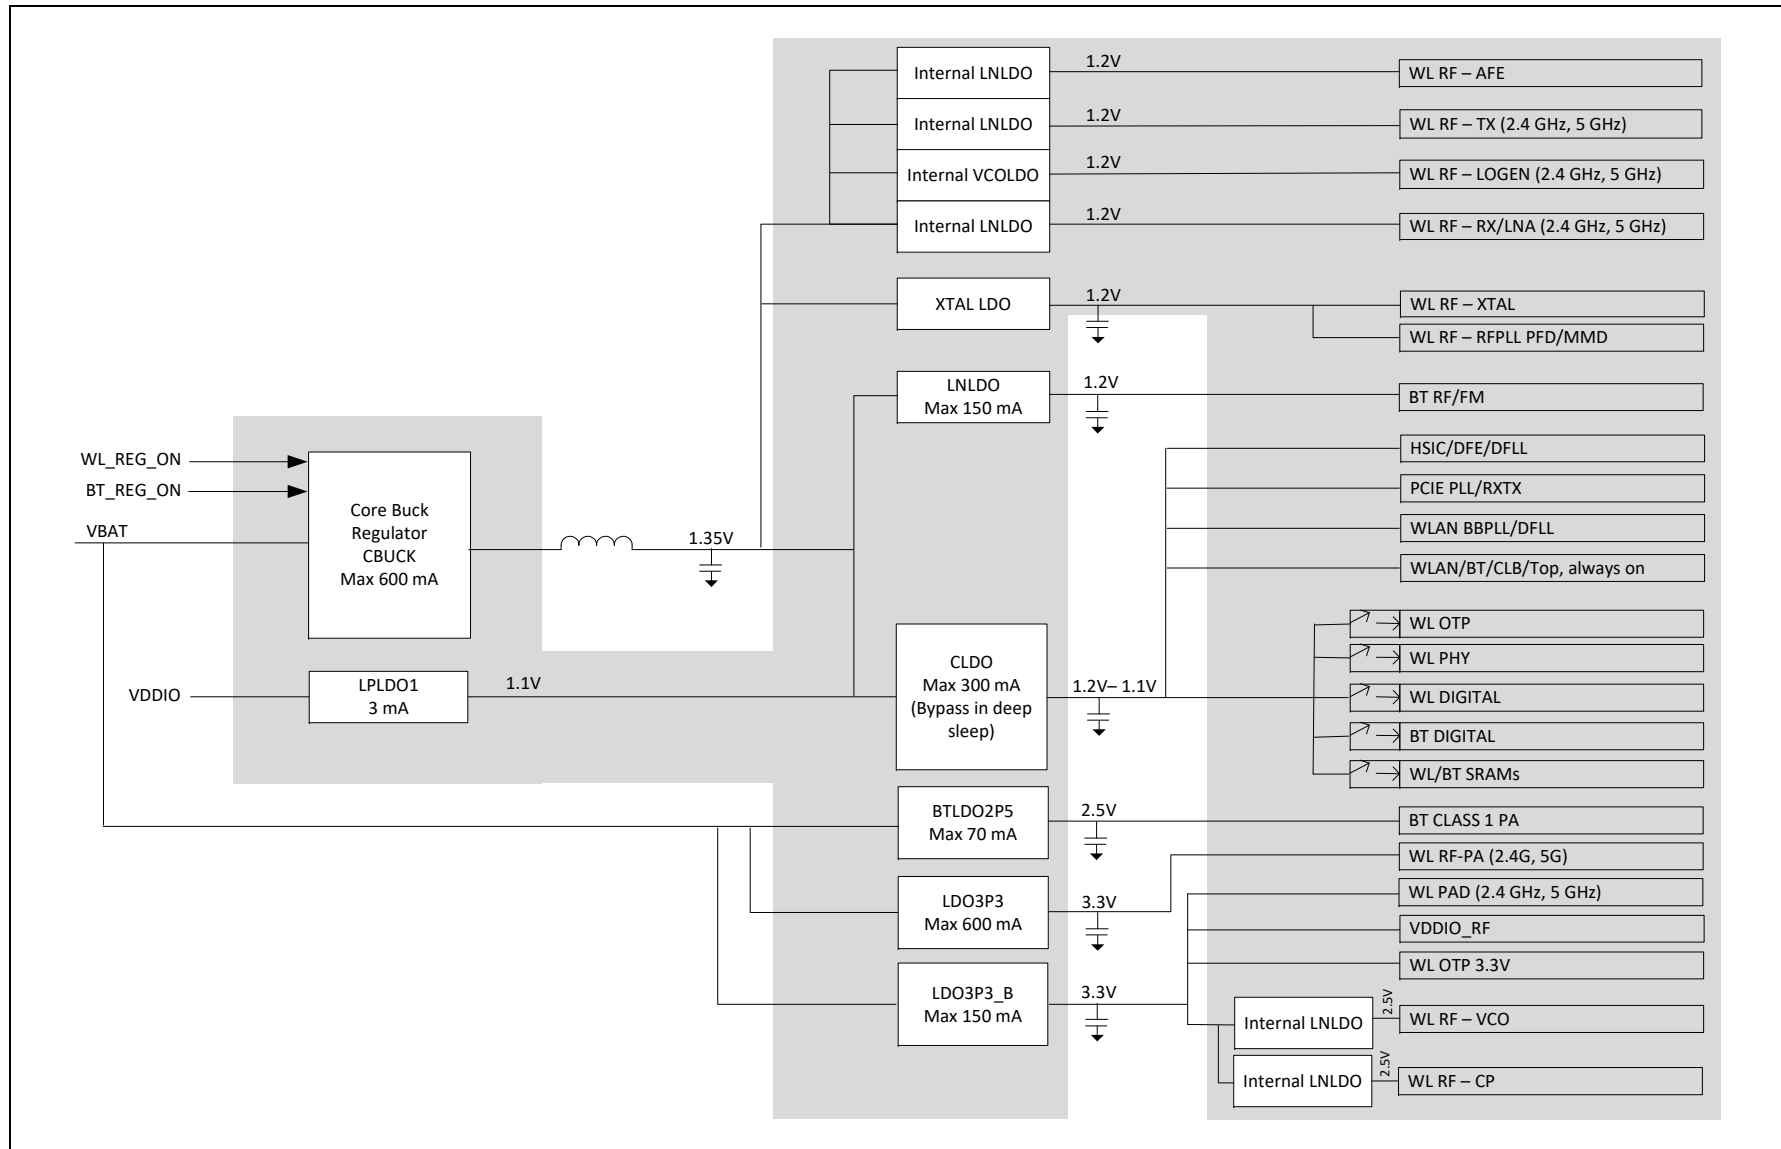 Internal LNLDO
1.2V
WL RF – AFE
Internal LNLDO
1.2V
WL RF – TX (2.4 GHz, 5 GHz)
Internal VCOLDO
1.2V
WL RF – LOGEN (2.4 GHz, 5 GHz)
Internal LNLDO
1.2V
WL RF – RX/LNA (2.4 GHz, 5 GHz)
XTAL LDO
1.2V
WL RF – XTAL
WL RF – RFPLL PFD/MMD
LNLDO
Max 150 mA
1.2V
BT RF/FM
WL_REG_ON
BT_REG_ON
VBAT
Core Buck
Regulator
CBUCK
Max 600 mA
1.35V
HSIC/DFE/DFLL
PCIE PLL/RXTX
WLAN BBPLL/DFLL
WLAN/BT/CLB/Top, always on
VDDIO
LPLDO1
3 mA
1.1V
CLDO
Max 300 mA
(Bypass in deep
sleep)
1.2V– 1.1V
WL OTP
WL PHY
WL DIGITAL
BT DIGITAL
WL/BT SRAMs
BTLDO2P5
Max 70 mA
2.5V
BT CLASS 1 PA
LDO3P3
Max 600 mA
3.3V
WL RF-PA (2.4G, 5G)
WL PAD (2.4 GHz, 5 GHz)
VDDIO_RF
WL OTP 3.3V
LDO3P3_B
Max 150 mA
3.3V
Internal LNLDO
2.5V
WL RF – VCO
Internal LNLDO
2.5V
WL RF – CP